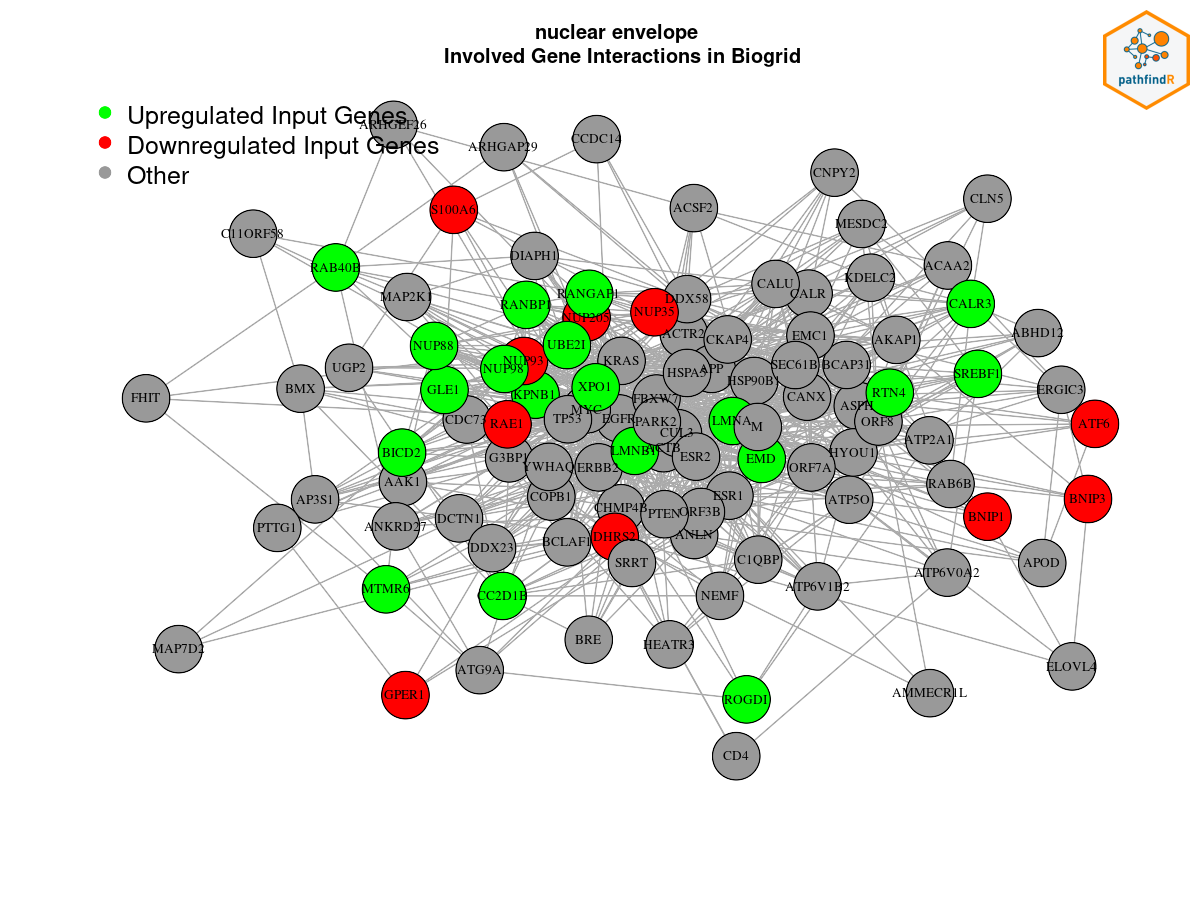 nuclear envelope
Involved Gene Interactions in Biogrid
pathfindR
Upregulated Input Genes
Downregulated Input Genes
Other
ARHGEF26
ARHGAP29
CCDC14
CNPY2
CLN5
S100A6
ACSF2
MESDC2
C11ORF58
DIAPH1
RAB40B
ACAA2
KDELC2
CALU
CALR
MAP2K1
RANBP1
RANGAP1
DDX58
NUP205
NUP35
CALR3
ACTR2
CKAP4
EMC1
AKAP1
ABHD12
NUP88
UBE2I
NUP93
NUP98
KRAS
HSPA5
APP
SEC61B
BCAP31
UGP2
HSP90B1
SREBF1
BMX
GLE1
KPNB1
XPO1
FBXW7
CANX
RTN4
ERGIC3
FHIT
MYC
ASPH
CDC73
RAE1
TP53
EGFR
PARK2
LMNA
M
ORF8
ATF6
CUL3
ATP2A1
BICD2
LMNB1
ACTB
ESR2
EMD
HYOU1
G3BP1
YWHAQ
ERBB2
ORF7A
AAK1
RAB6B
AP3S1
COPB1
ESR1
ATP5O
BNIP3
CHMP4B
PTEN
ORF3B
BNIP1
PTTG1
ANKRD27
DCTN1
DHRS2
ANLN
DDX23
BCLAF1
SRRT
C1QBP
APOD
ATP6V0A2
MTMR6
CC2D1B
NEMF
ATP6V1B2
BRE
HEATR3
MAP7D2
ATG9A
ELOVL4
GPER1
ROGDI
AMMECR1L
CD4